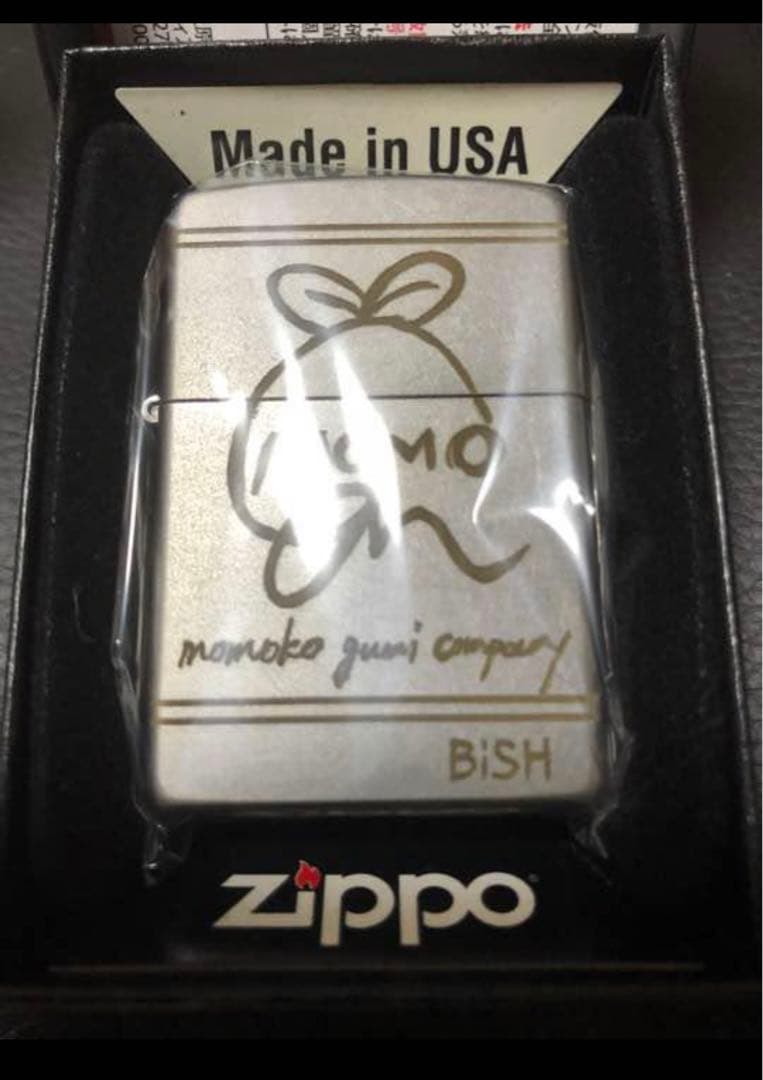 Made in USA
MOMO
momoko gumi company
BiSH
zippo